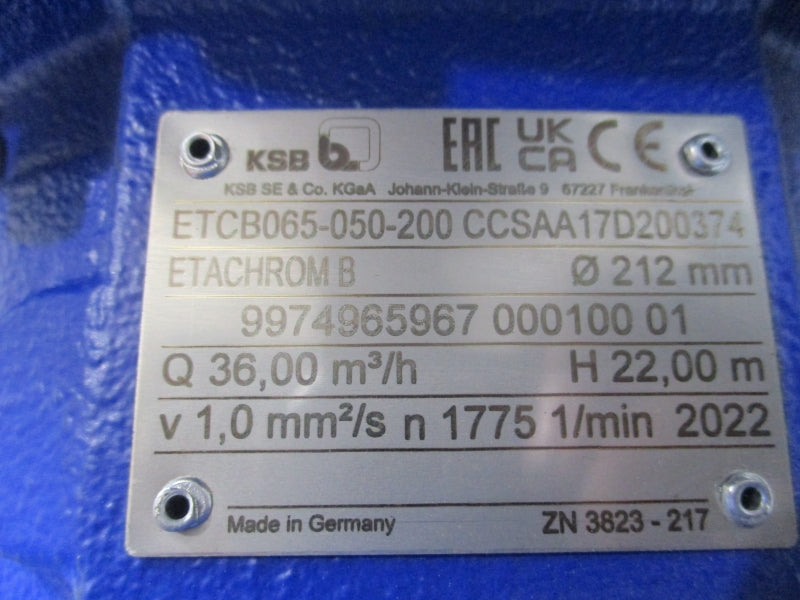 KSB b EAC UK CA CE
KSB SE & Co. KGaA Johann-Klein-Straße 9 67227 Frankenthal
ETCB065-050-200 CCSAA17D200374
ETACHROM B Ø 212 mm
9974965967 000100 01
Q 36,00 m³/h H 22,00 m
v 1,0 mm²/s n 1775 1/min 2022
Made in Germany ZN 3823 - 217